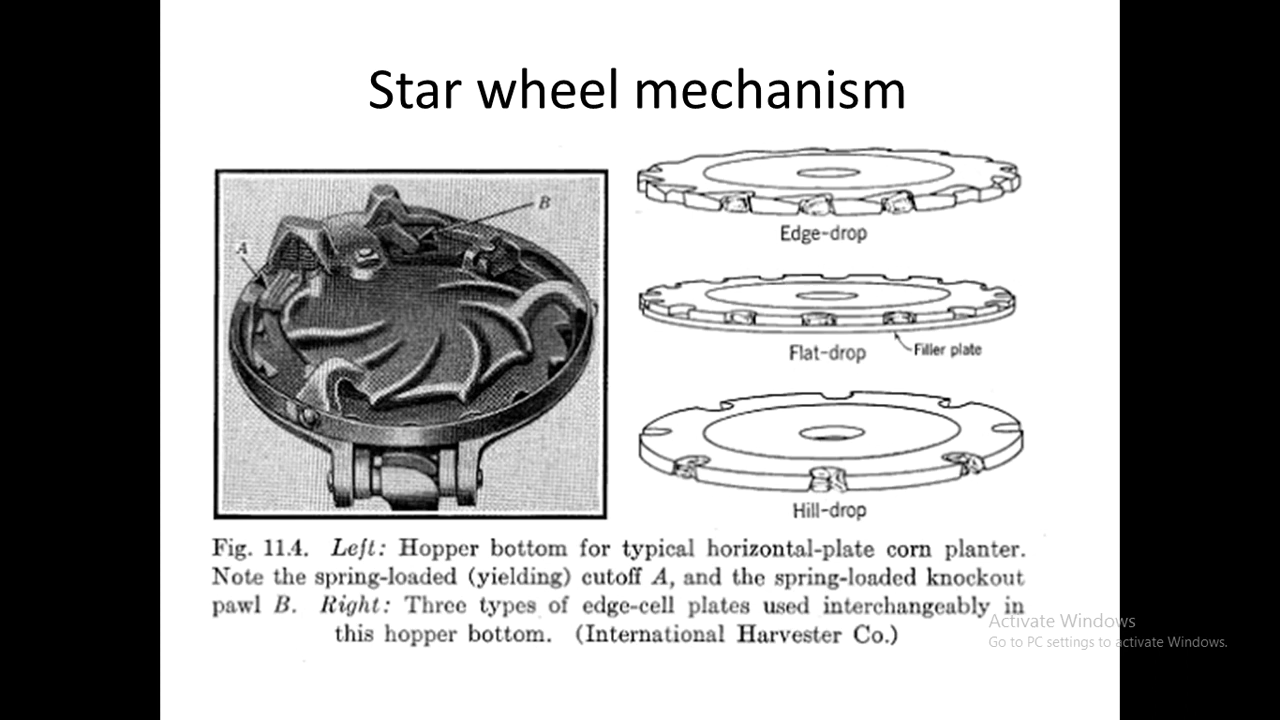 Star wheel mechanism
A
B
Edge-drop
Flat-drop
Filler plate
Hill-drop
Fig. 11.4. Left: Hopper bottom for typical horizontal-plate corn planter.
Note the spring-loaded (yielding) cutoff A, and the spring-loaded knockout
pawl B. Right: Three types of edge-cell plates used interchangeably in
this hopper bottom. (International Harvester Co.)
Activate Windows
Go to PC settings to activate Windows.